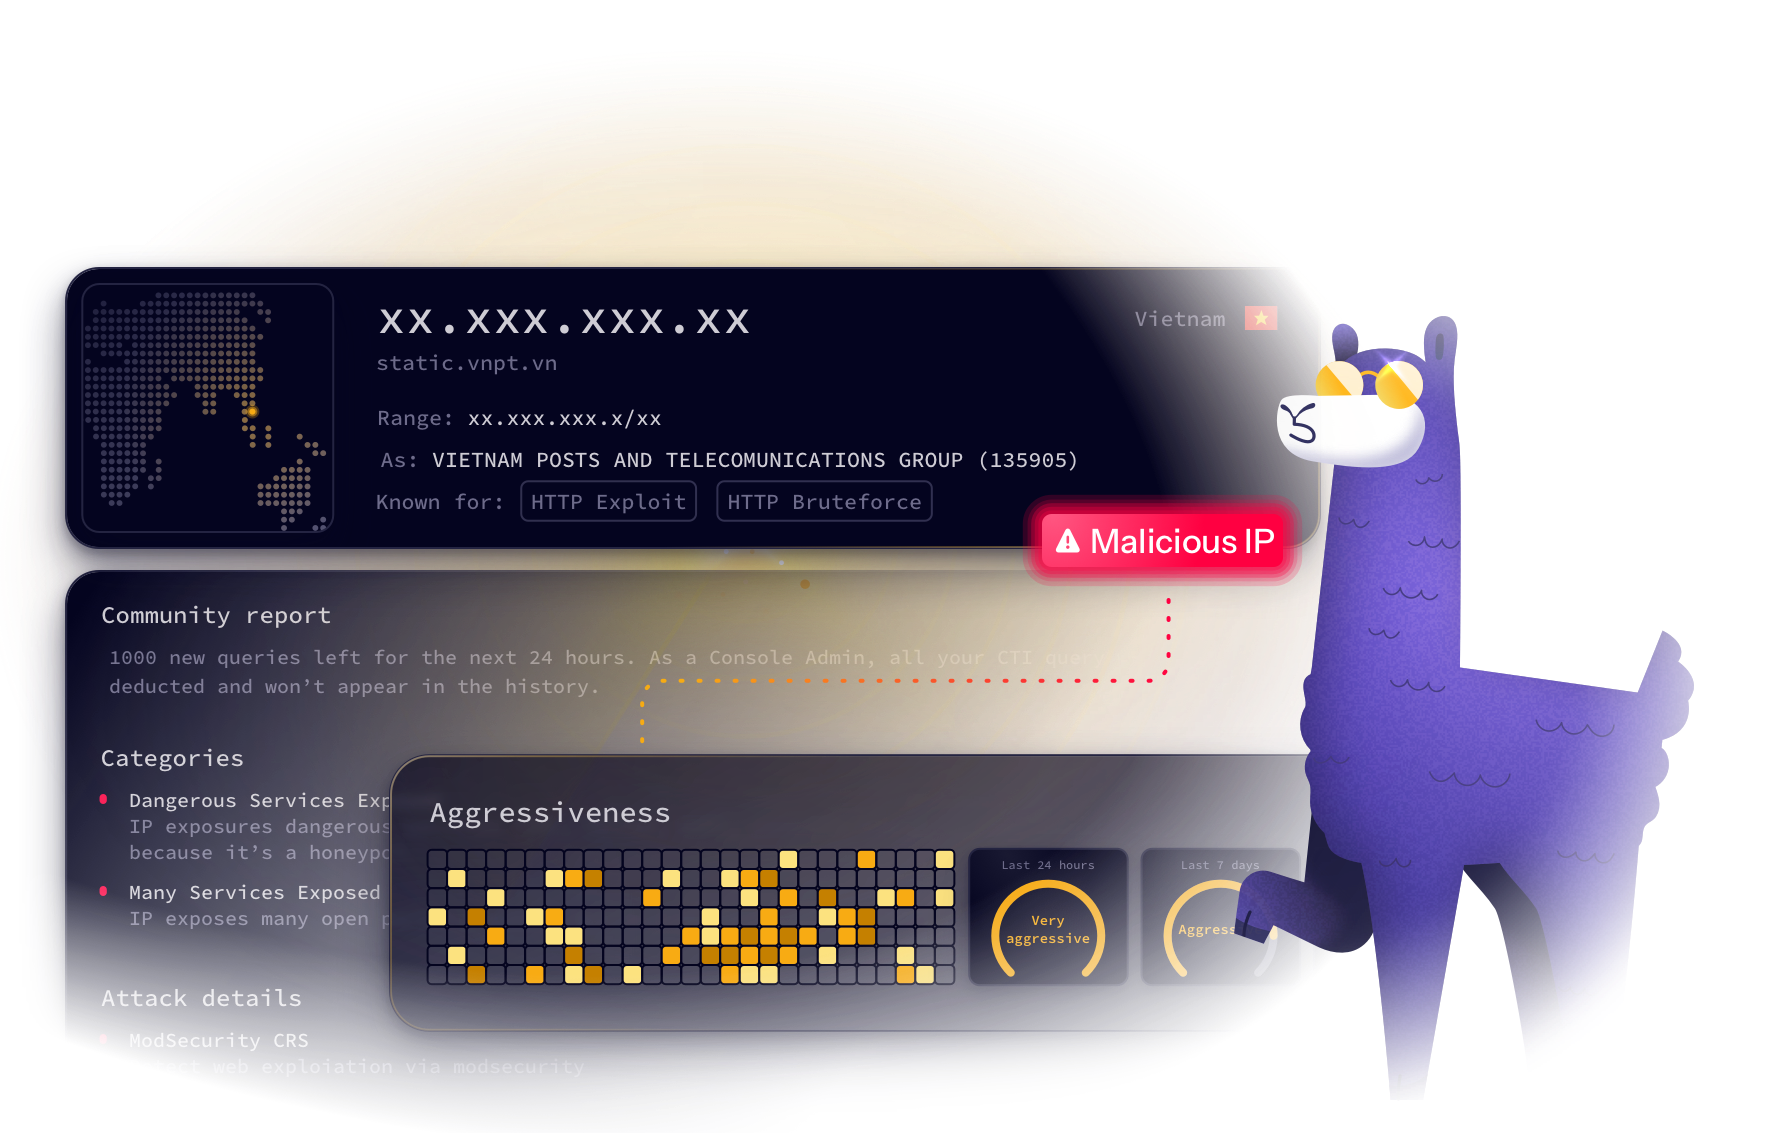 xx.xxx.xxx.xx
Vietnam
static.vnpt.vn
Range: xx.xxx.xxx.x/xx
As: VIETNAM POSTS AND TELECOMUNICATIONS GROUP (135905)
Known for: HTTP Exploit HTTP Bruteforce
Malicious IP
Community report
1000 new queries left for the next 24 hours. As a Console Admin, all your CTI
deducted and won’t appear in the history.
Categories
Dangerous Services Exp
IP exposures dangerous
because it’s a honeypo
Many Services Exposed
IP exposes many open p
Attack details
ModSecurity CRS
web exploiation via modsecurity
Aggressiveness
Last 24 hours
Very
aggressive
Last 7 days
Aggress